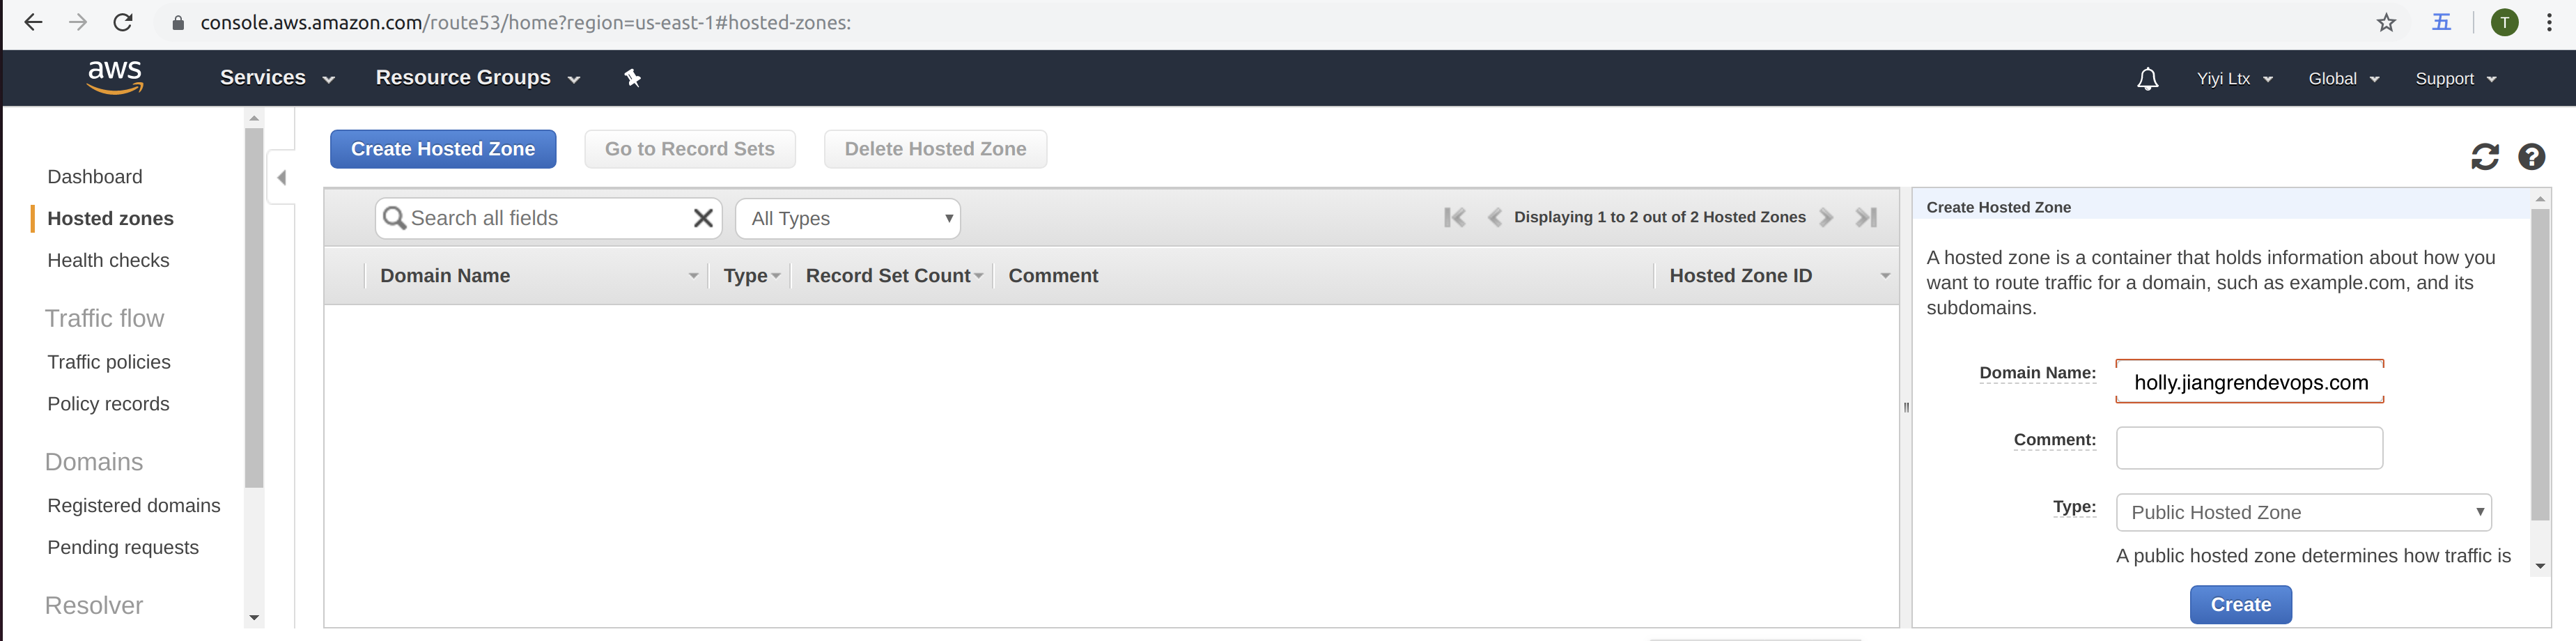 console.aws.amazon.com/route53/home?region=us-east-1#hosted-zones:
五
T
aws
Services
Resource Groups
Yiyi Ltx
Global
Support
Dashboard
Hosted zones
Health checks
Traffic flow
Traffic policies
Policy records
Domains
Registered domains
Pending requests
Resolver
Create Hosted Zone
Go to Record Sets
Delete Hosted Zone
Search all fields
All Types
Displaying 1 to 2 out of 2 Hosted Zones
Domain Name
Type
Record Set Count
Comment
Hosted Zone ID
Create Hosted Zone
A hosted zone is a container that holds information about how you
want to route traffic for a domain, such as example.com, and its
subdomains.
Domain Name:
holly.jiangrendevops.com
Comment:
Type:
Public Hosted Zone
A public hosted zone determines how traffic is
Create